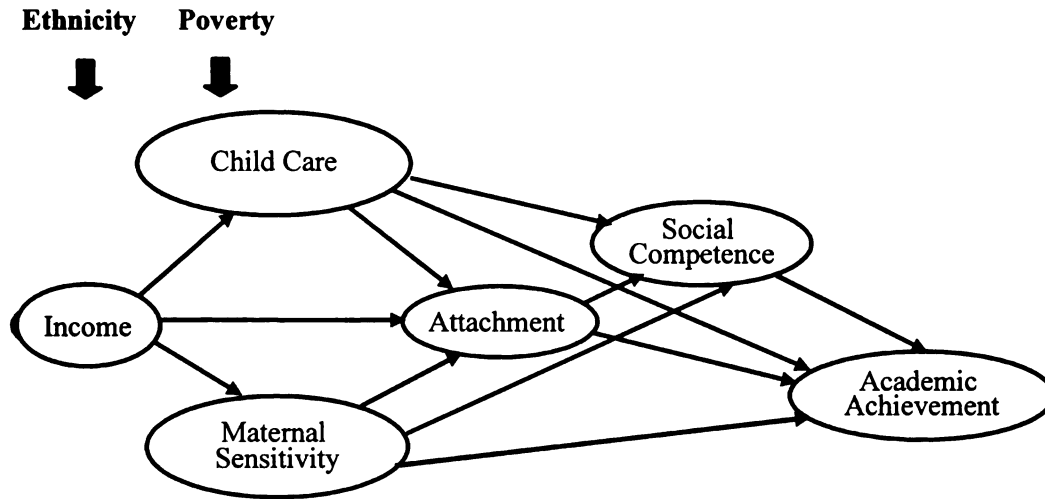 Ethnicity Poverty
Child Care
Social
Competence
Income
Attachment
Academic
Achievement
Maternal
Sensitivity